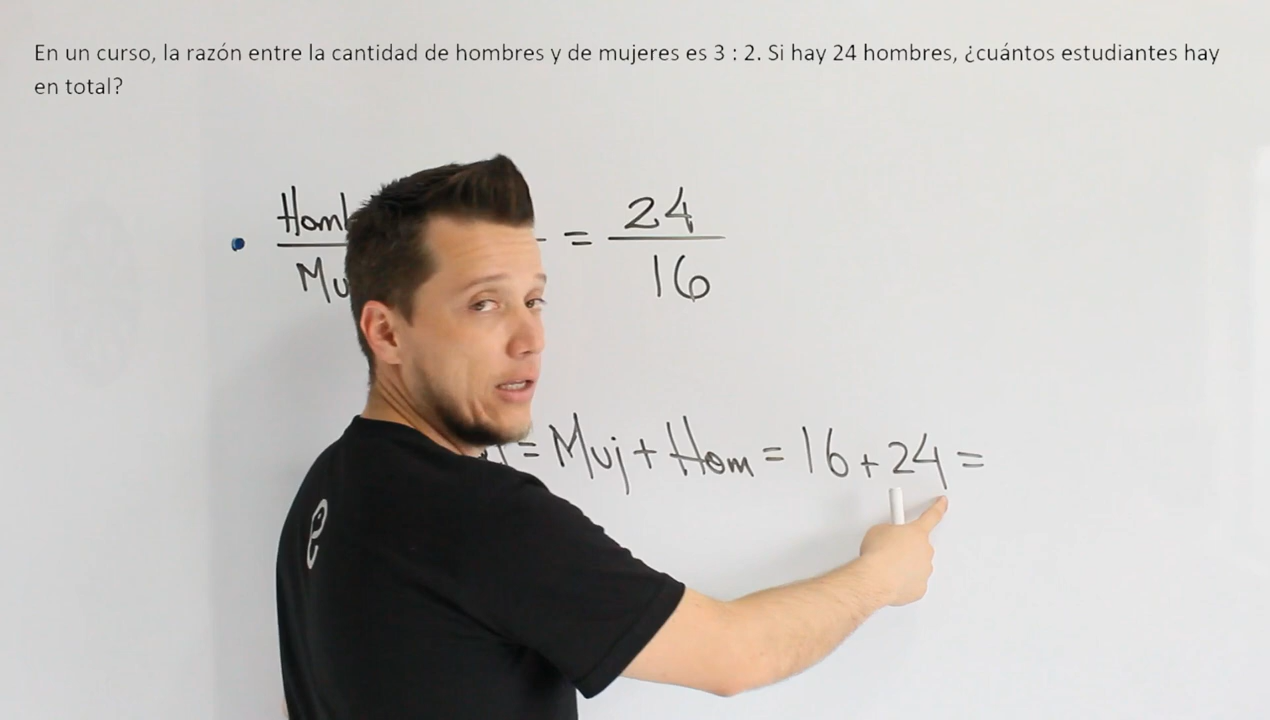 En un curso, la razón entre la cantidad de hombres y de mujeres es 3 : 2. Si hay 24 hombres, ¿cuántos estudiantes hay
en total?
= 24
16
= Muj + Hom = 16 + 24 =
e